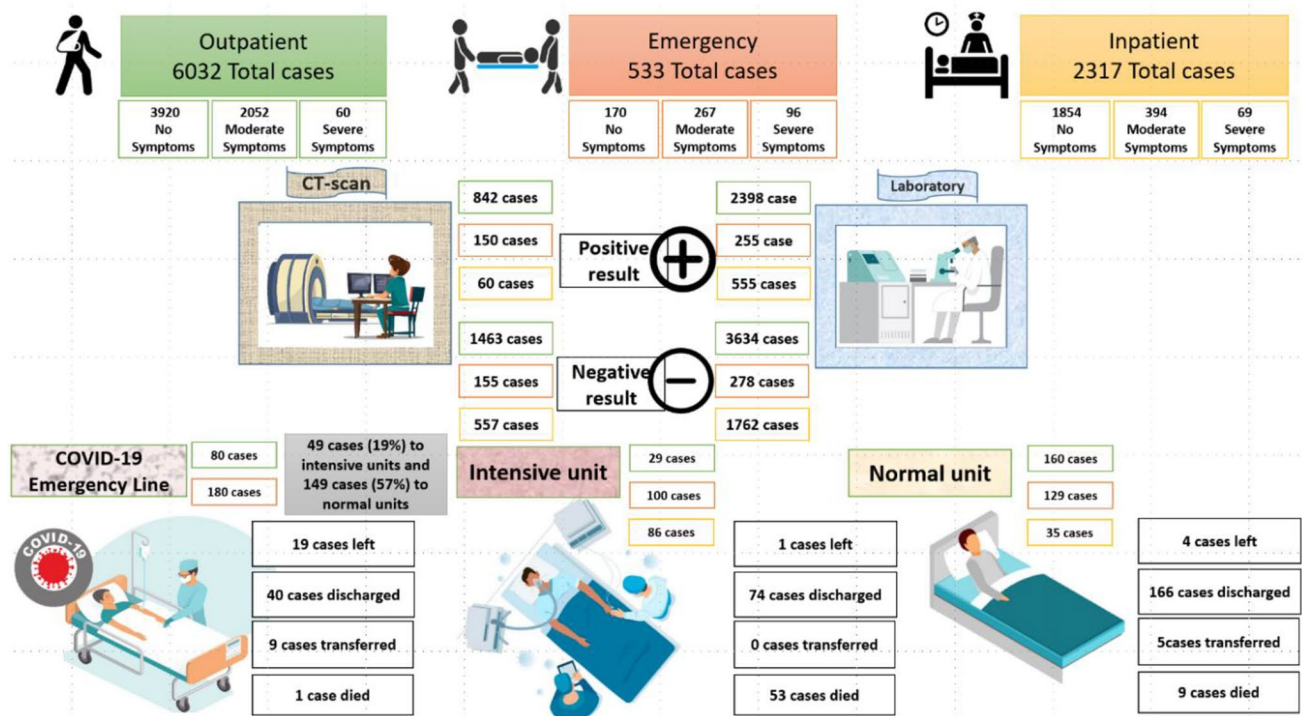 Outpatient
6032 Total cases
3920
No
Symptoms
2052
Moderate
Symptoms
60
Severe
Symptoms
Emergency
533 Total cases
170
No
Symptoms
267
Moderate
Symptoms
96
Severe
Symptoms
Inpatient
2317 Total cases
1854
No
Symptoms
394
Moderate
Symptoms
69
Severe
Symptoms
CT-scan
842 cases
150 cases
60 cases
Positive
result
2398 case
255 case
555 cases
Laboratory
1463 cases
155 cases
557 cases
Negative
result
3634 cases
278 cases
1762 cases
COVID-19
Emergency Line
80 cases
180 cases
49 cases (19%) to
intensive units and
149 cases (57%) to
normal units
Intensive unit
29 cases
100 cases
86 cases
Normal unit
160 cases
129 cases
35 cases
COVID-19
19 cases left
40 cases discharged
9 cases transferred
1 case died
1 cases left
74 cases discharged
0 cases transferred
53 cases died
4 cases left
166 cases discharged
5cases transferred
9 cases died